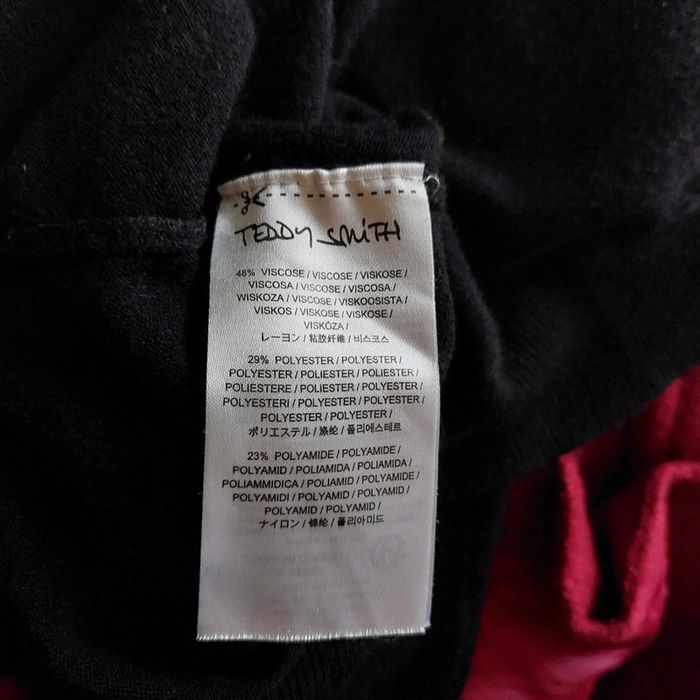 TEDDY SMITH
48% VISCOSE / VISCOSE / VISKOSE /
VISCOSA / VISCOSE / VISCOSA /
WISKOZA / VISCOSE / VISKOOSISTA /
VISKOS / VISKOSE / VISKOSE /
VISKÓZA /
レーヨン / 粘胶纤维 / 비스코스
29% POLYESTER / POLYESTER /
POLYESTER / POLIESTER / POLIESTER /
POLIESTERE / POLIESTER / POLYESTER /
POLYESTERI / POLYESTER / POLYESTER /
POLYESTER / POLYESTER /
ポリエステル / 涤纶 / 폴리에스테르
23% POLYAMIDE / POLYAMIDE /
POLYAMID / POLIAMIDA / POLIAMIDA /
POLIAMMIDICA / POLIAMID / POLYAMIDE /
POLYAMIDI / POLYAMID / POLYAMID /
POLYAMID / POLYAMID /
ナイロン / 锦纶 / 폴리아미드